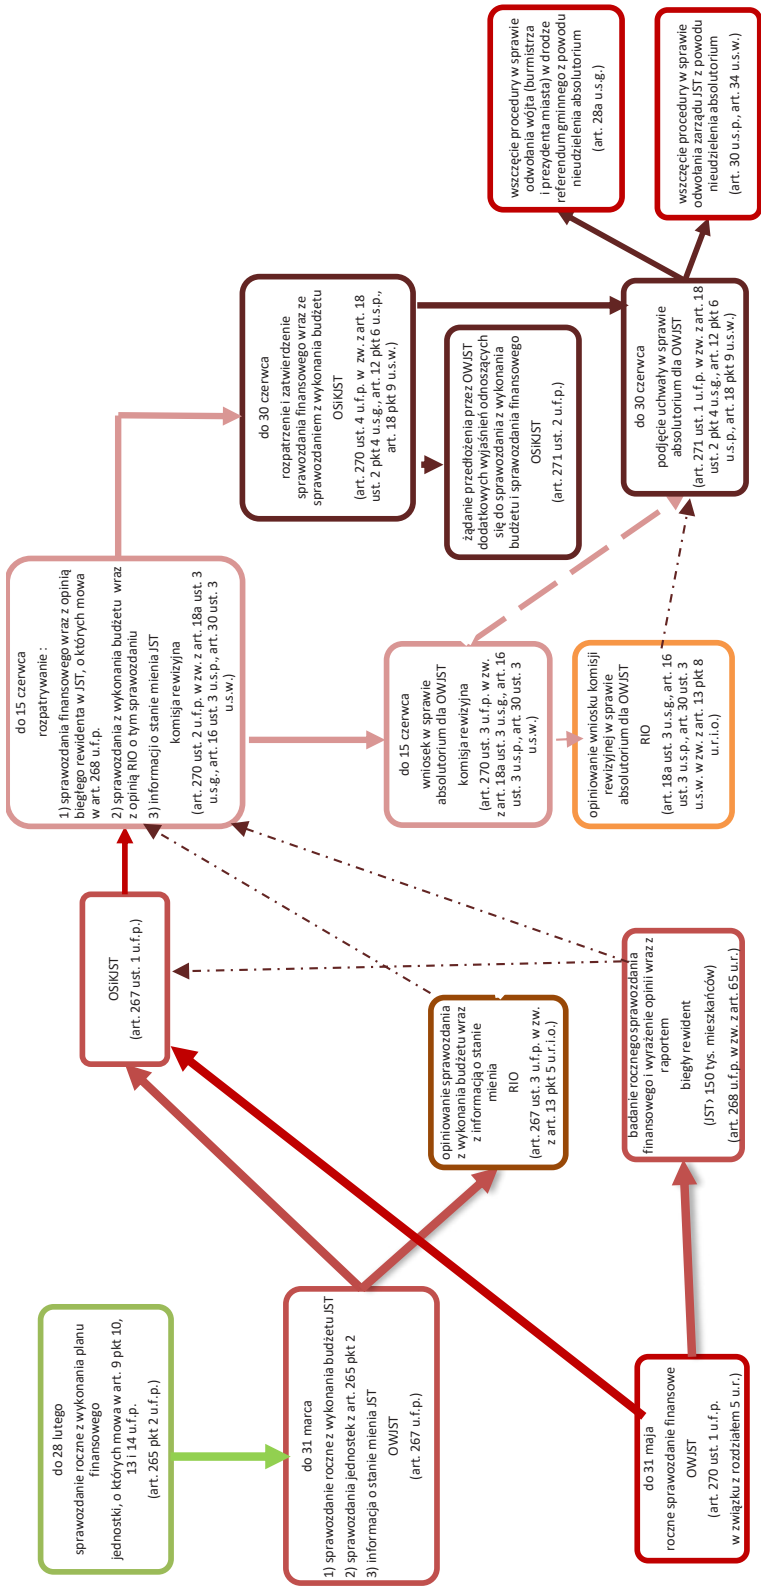 do 28 lutego
sprawozdanie roczne z wykonania planu
finansowego
jednostki, o których mowa w art. 9 pkt 10,
13 i 14 u.f.p.
(art. 265 pkt 2 u.f.p.)
do 31 marca
1) sprawozdanie roczne z wykonania budżetu JST
2) sprawozdania jednostek z art. 265 pkt 2
3) informacja o stanie mienia JST
OWJST
(art. 267 u.f.p.)
do 31 maja
roczne sprawozdanie finansowe
OWJST
(art. 270 ust. 1 u.f.p.
w związku z rozdziałem 5 u.r.)
OSiKJST
(art. 267 ust. 1 u.f.p.)
opiniowanie sprawozdania
z wykonania budżetu wraz
z informacją o stanie
mienia
RIO
(art. 267 ust. 3 u.f.p. w zw.
z art. 13 pkt 5 u.r.i.o.)
badanie rocznego sprawozdania
finansowego i wyrażenie opinii wraz z
raportem
biegły rewident
(JST› 150 tys. mieszkańców)
(art. 268 u.f.p. w zw. z art. 65 u.r.)
do 15 czerwca
rozpatrywanie :
1) sprawozdania finansowego wraz z opinią
biegłego rewidenta w JST, o których mowa
w art. 268 u.f.p.
2) sprawozdania z wykonania budżetu wraz
z opinią RIO o tym sprawozdaniu
3) informacji o stanie mienia JST
komisja rewizyjna
(art. 270 ust. 2 u.f.p. w zw. z art. 18a ust. 3
u.s.g., art. 16 ust. 3 u.s.p., art. 30 ust. 3
u.s.w.)
do 15 czerwca
wniosek w sprawie
absolutorium dla OWJST
komisja rewizyjna
(art. 270 ust. 3 u.f.p. w zw.
z art. 18a ust. 3 u.s.g., art. 16
ust. 3 u.s.p., art. 30 ust. 3
u.s.w.)
opiniowanie wniosku komisji
rewizyjnej w sprawie
absolutorium dla OWJST
RIO
(art. 18a ust. 3 u.s.g., art. 16
ust. 3 u.s.p., art. 30 ust. 3
u.s.w. w zw. z art. 13 pkt 8
u.r.i.o.)
do 30 czerwca
rozpatrzenie i zatwierdzenie
sprawozdania finansowego wraz ze
sprawozdaniem z wykonania budżetu
OSiKJST
(art. 270 ust. 4 u.f.p. w zw. z art. 18
ust. 2 pkt 4 u.s.g., art. 12 pkt 6 u.s.p.,
art. 18 pkt 9 u.s.w.)
żądanie przedłożenia przez OWJST
dodatkowych wyjaśnień odnoszących
się do sprawozdania z wykonania
budżetu i sprawozdania finansowego
OSiKJST
(art. 271 ust. 2 u.f.p.)
do 30 czerwca
podjęcie uchwały w sprawie
absolutorium dla OWJST
(art. 271 ust. 1 u.f.p. w zw. z art. 18
ust. 2 pkt 4 u.s.g., art. 12 pkt 6
u.s.p., art. 18 pkt 9 u.s.w.)
wszczęcie procedury w sprawie
odwołania wójta (burmistrza
i prezydenta miasta) w drodze
referendum gminnego z powodu
nieudzielenia absolutorium
(art. 28a u.s.g.)
wszczęcie procedury w sprawie
odwołania zarządu JST z powodu
nieudzielenia absolutorium
(art. 30 u.s.p., art. 34 u.s.w.)